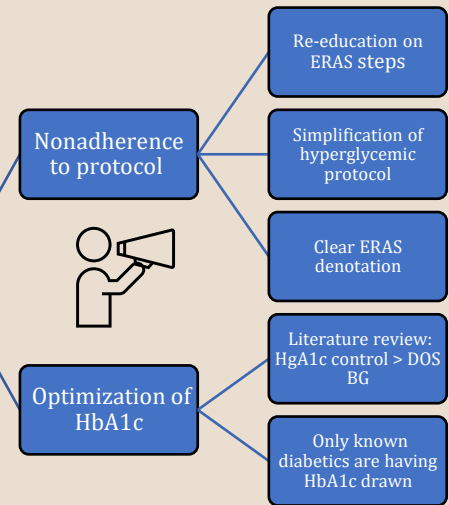 Re-education on
ERAS steps
Nonadherence
to protocol
Simplification of
hyperglycemic
protocol
Clear ERAS
denotation
Optimization of
HbA1c
Literature review:
HgA1c control > DOS
BG
Only known
diabetics are having
HbA1c drawn